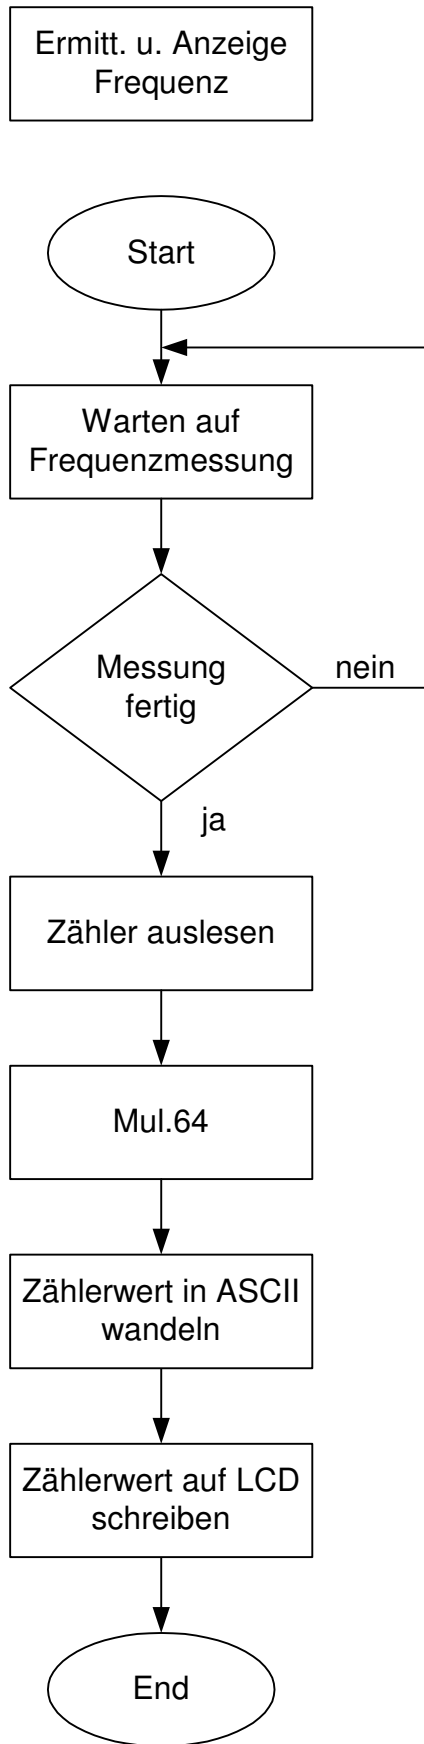 Ermitt. u. Anzeige
Frequenz
Start
Warten auf
Frequenzmessung
Messung
fertig
nein
ja
Zähler auslesen
Mul.64
Zählerwert in ASCII
wandeln
Zählerwert auf LCD
schreiben
End